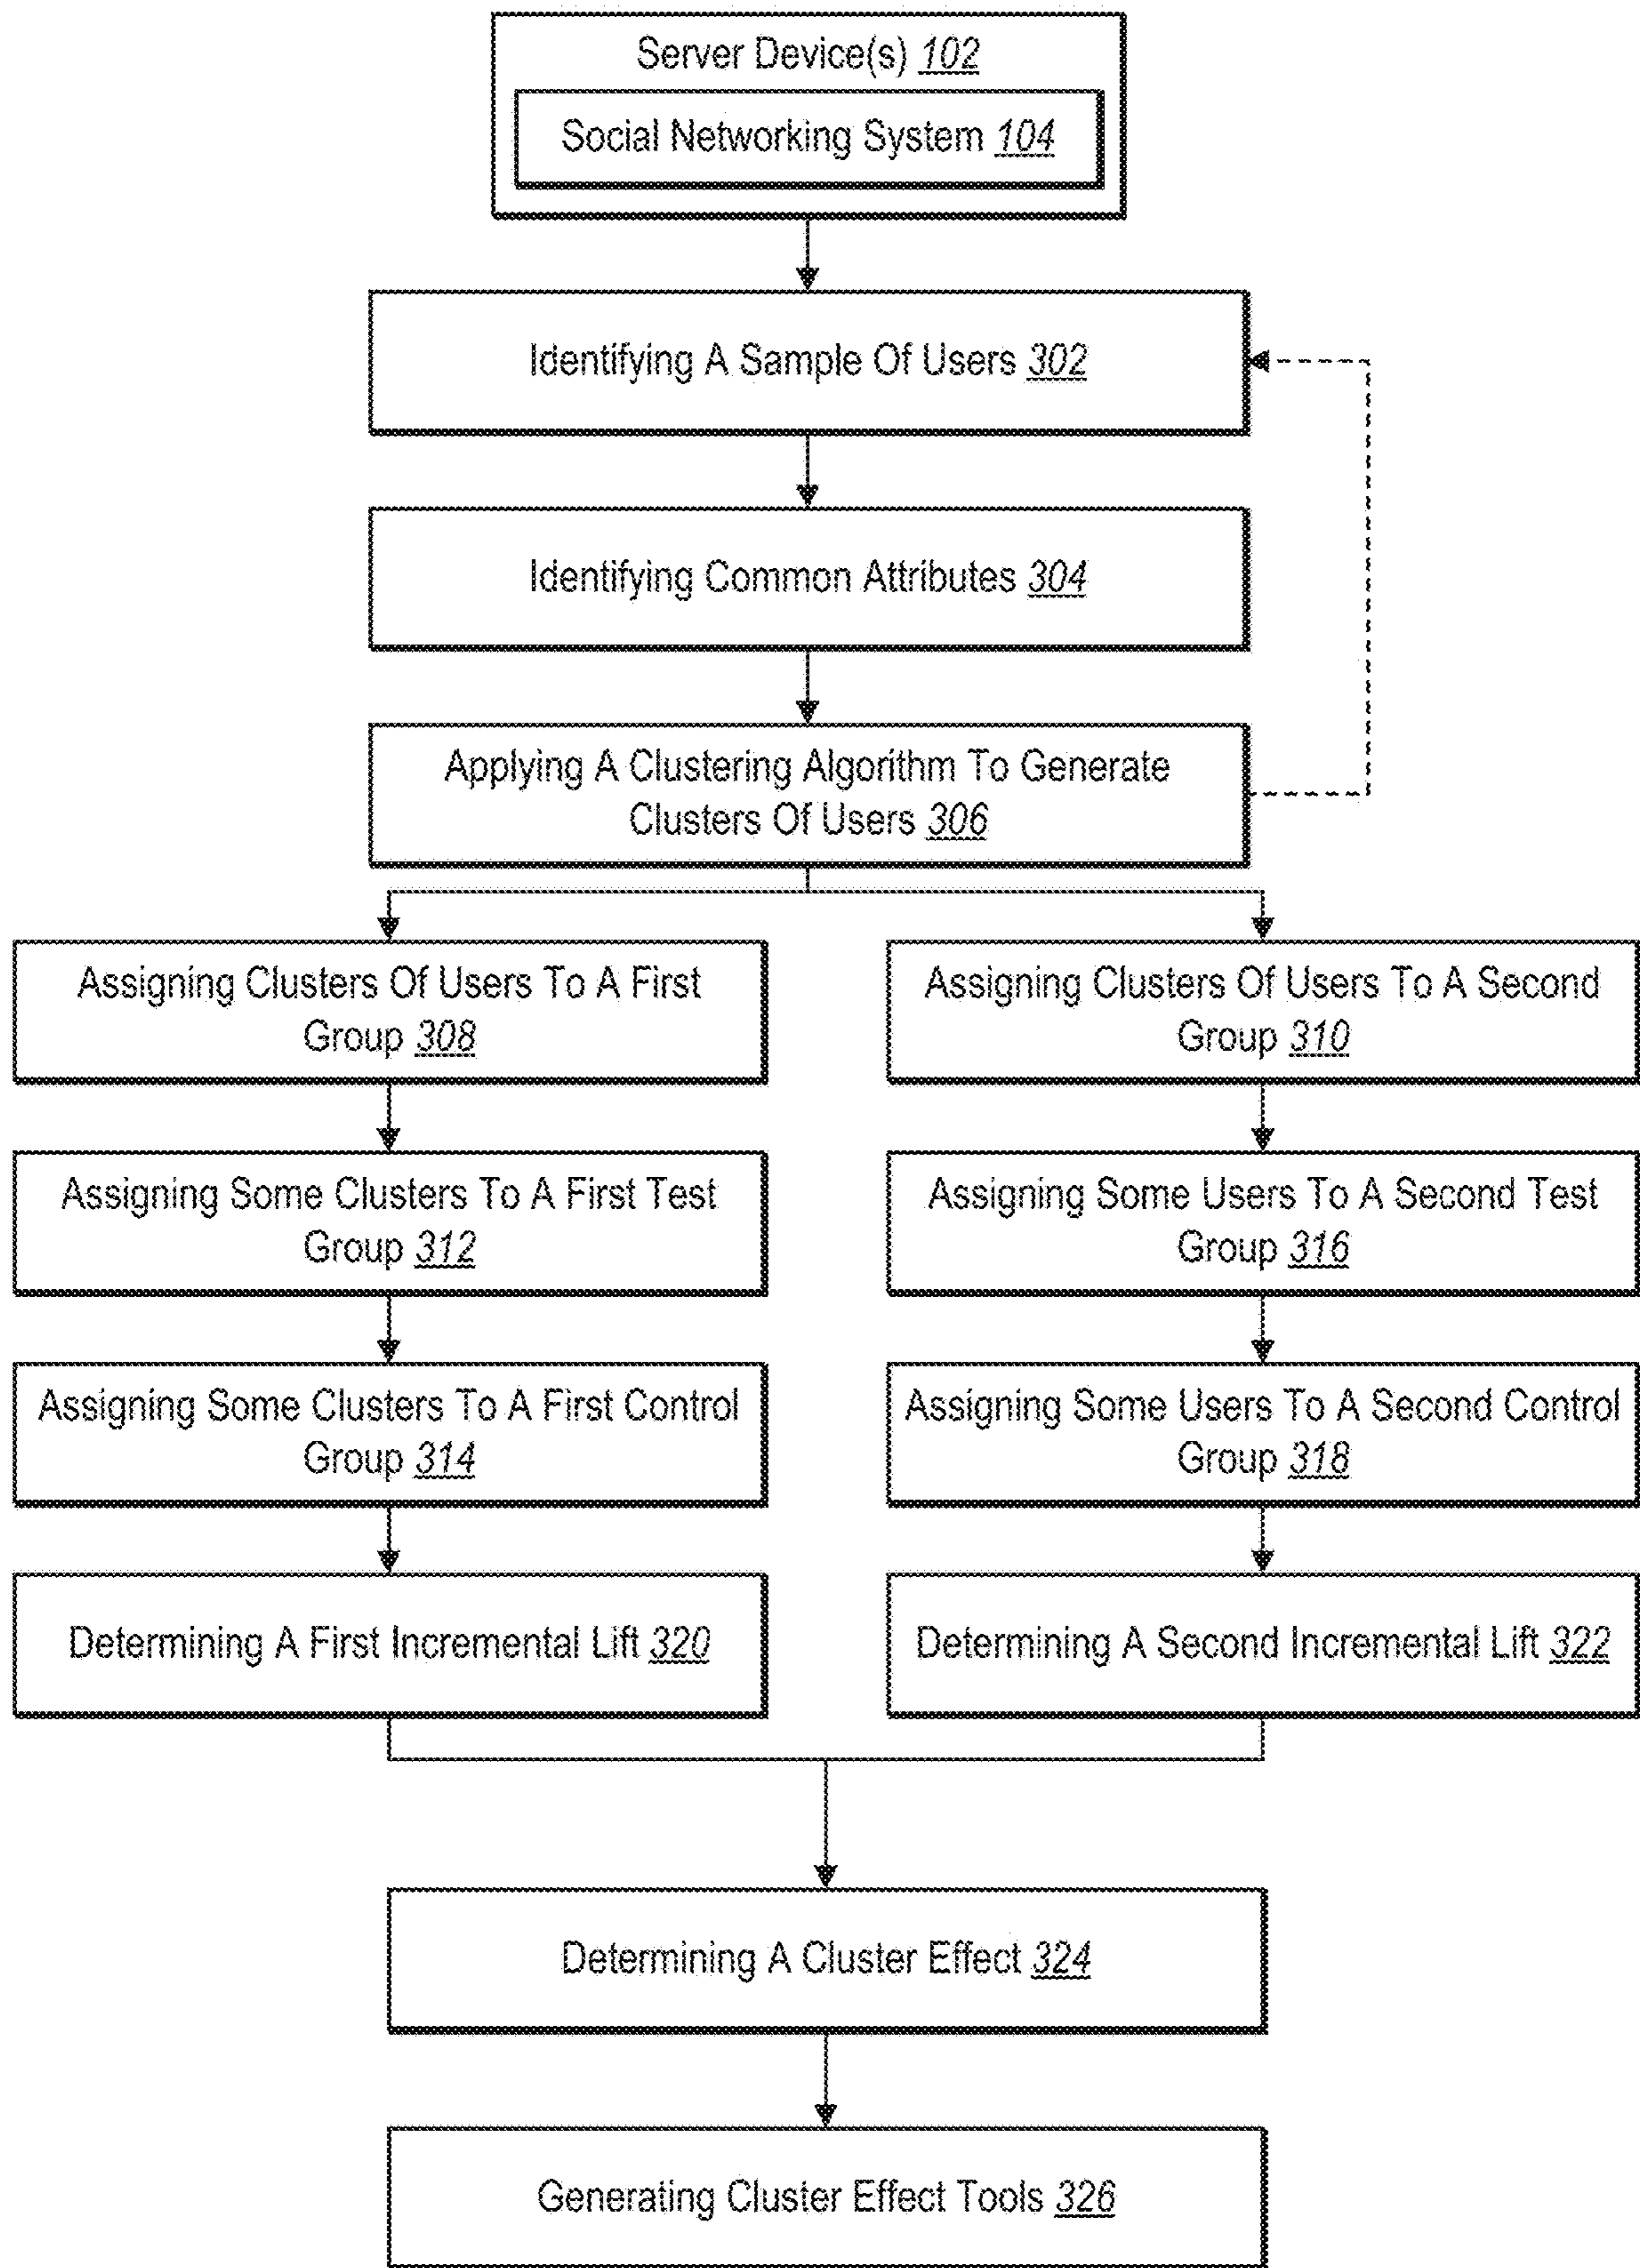 Server Device(s) 102
Social Networking System 104
Identifying A Sample Of Users 302
Identifying Common Attributes 304
Applying A Clustering Algorithm To Generate
Clusters Of Users 306
Assigning Clusters Of Users To A First
Group 308
Assigning Clusters Of Users To A Second
Group 310
Assigning Some Clusters To A First Test
Group 312
Assigning Some Users To A Second Test
Group 316
Assigning Some Clusters To A First Control
Group 314
Assigning Some Users To A Second Control
Group 318
Determining A First Incremental Lift 320
Determining A Second Incremental Lift 322
Determining A Cluster Effect 324
Generating Cluster Effect Tools 326